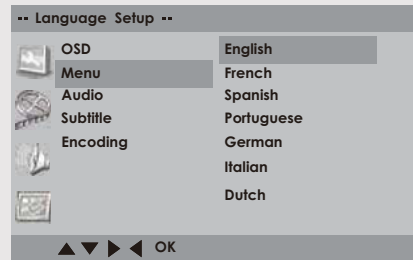 -- Language Setup --
OSD
Menu
Audio
Subtitle
Encoding
English
French
Spanish
Portuguese
German
Italian
Dutch
▲ ▼ ▶ ◀ OK